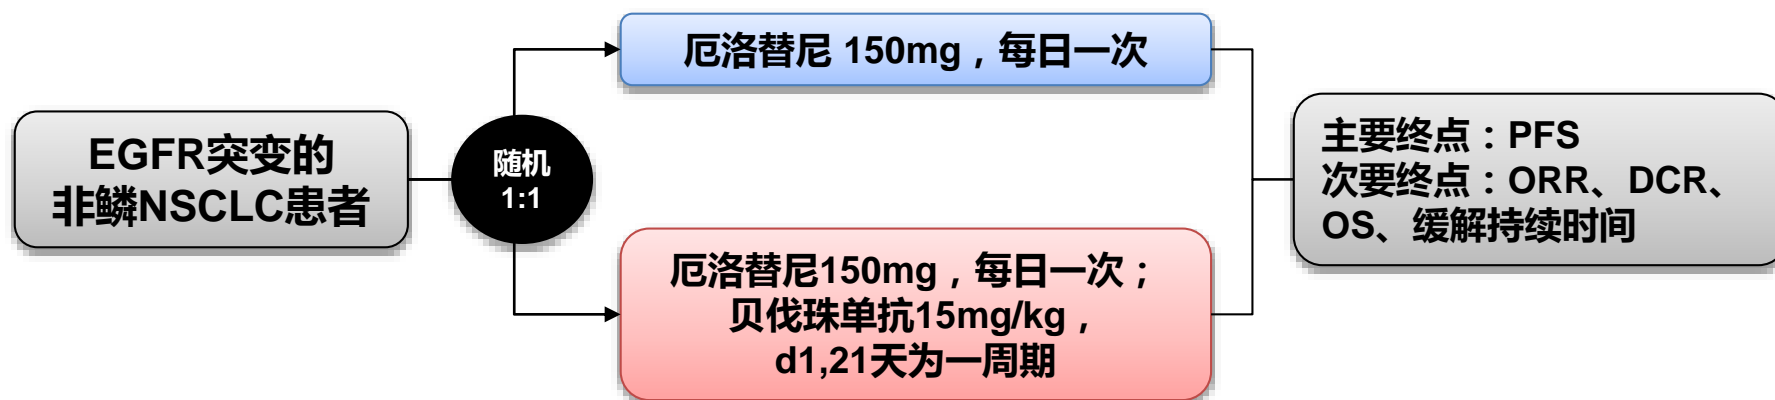 EGFR突变的
非鳞NSCLC患者
随机
1:1
厄洛替尼 150mg，每日一次
厄洛替尼150mg，每日一次；
贝伐珠单抗15mg/kg，
d1,21天为一周期
主要终点：PFS
次要终点：ORR、DCR、
OS、缓解持续时间